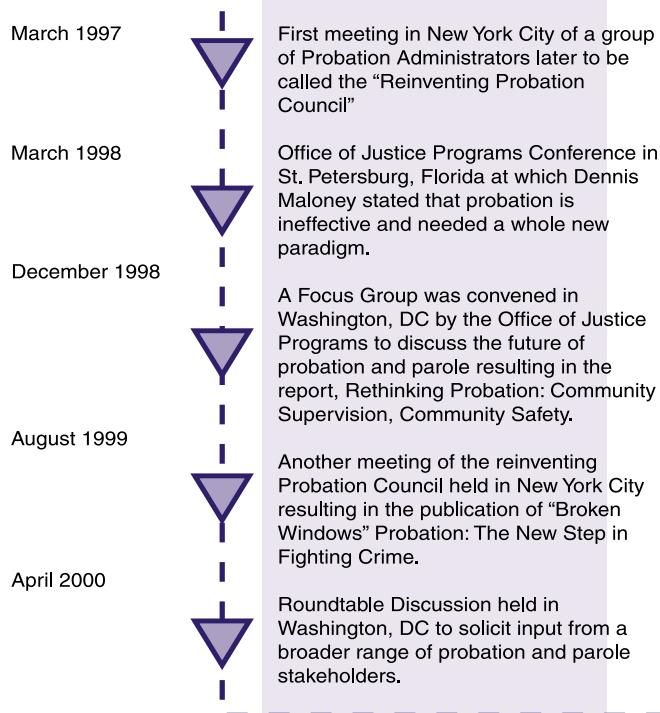 March 1997
First meeting in New York City of a group
of Probation Administrators later to be
called the “Reinventing Probation
Council”
March 1998
Office of Justice Programs Conference in
St. Petersburg, Florida at which Dennis
Maloney stated that probation is
ineffective and needed a whole new
paradigm.
December 1998
A Focus Group was convened in
Washington, DC by the Office of Justice
Programs to discuss the future of
probation and parole resulting in the
report, Rethinking Probation: Community
Supervision, Community Safety.
August 1999
Another meeting of the reinventing
Probation Council held in New York City
resulting in the publication of “Broken
Windows” Probation: The New Step in
Fighting Crime.
April 2000
Roundtable Discussion held in
Washington, DC to solicit input from a
broader range of probation and parole
stakeholders.